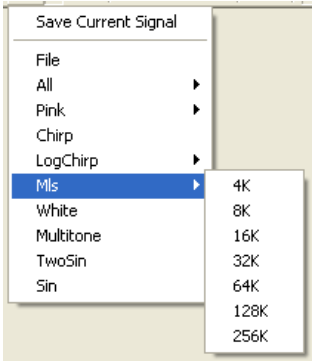 Save Current Signal
File
All
Pink
Chirp
LogChirp
Mls
White
Multitone
TwoSin
Sin
4K
8K
16K
32K
64K
128K
256K